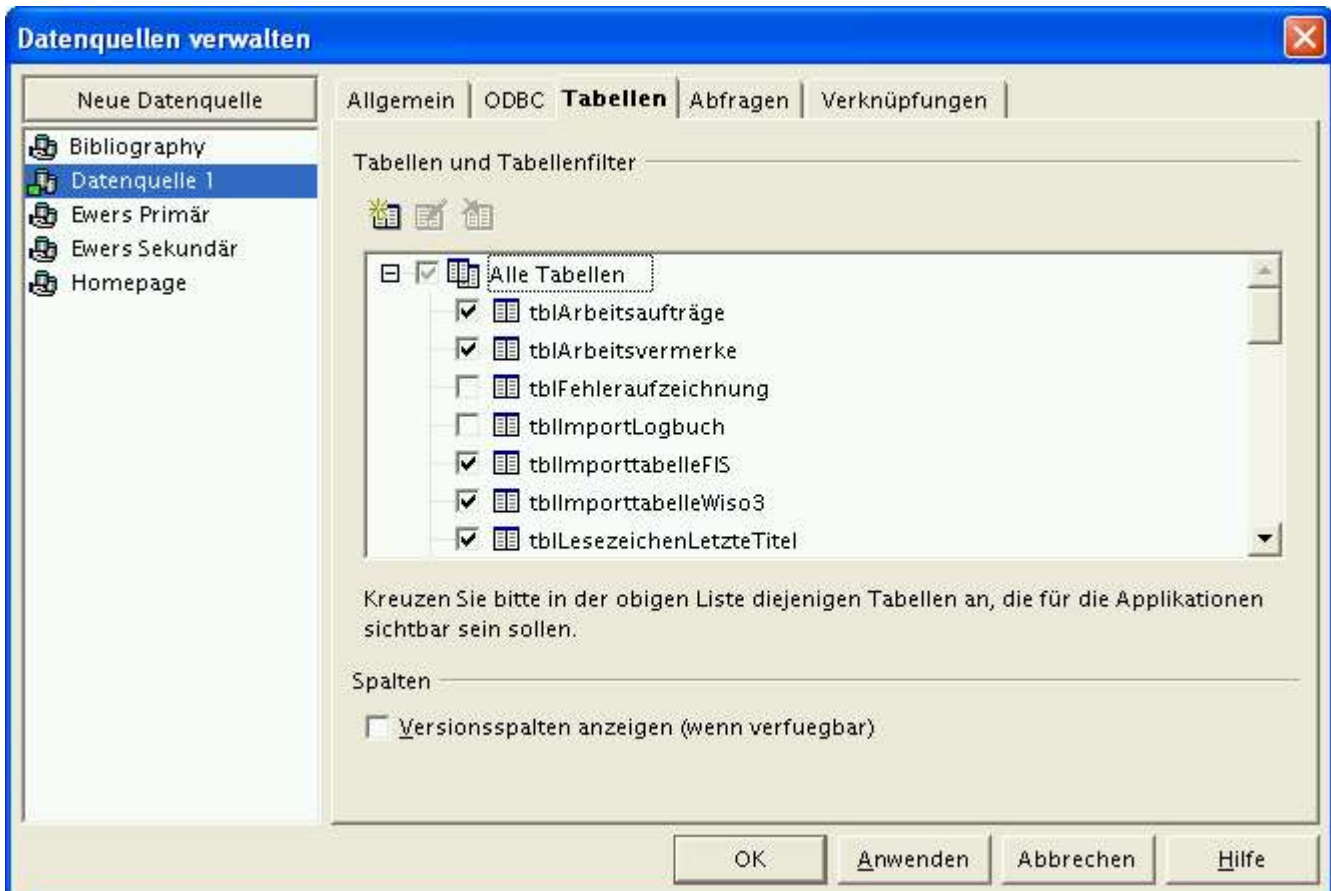 Datenquellen verwalten
Neue Datenquelle
Bibliography
Datenquelle 1
Ewers Primär
Ewers Sekundär
Homepage
Allgemein
ODBC
Tabellen
Abfragen
Verknüpfungen
Tabellen und Tabellenfilter
Alle Tabellen
tblArbeitsaufträge
tblArbeitsvermerke
tblFehleraufzeichnung
tblImportLogbuch
tblImporttabelleFIS
tblImporttabelleWiso3
tblLesezeichenLetzteTitel
Kreuzen Sie bitte in der obigen Liste diejenigen Tabellen an, die für die Applikationen
sichtbar sein sollen.
Spalten
Versionsspalten anzeigen (wenn verfuegbar)
OK
Anwenden
Abbrechen
Hilfe